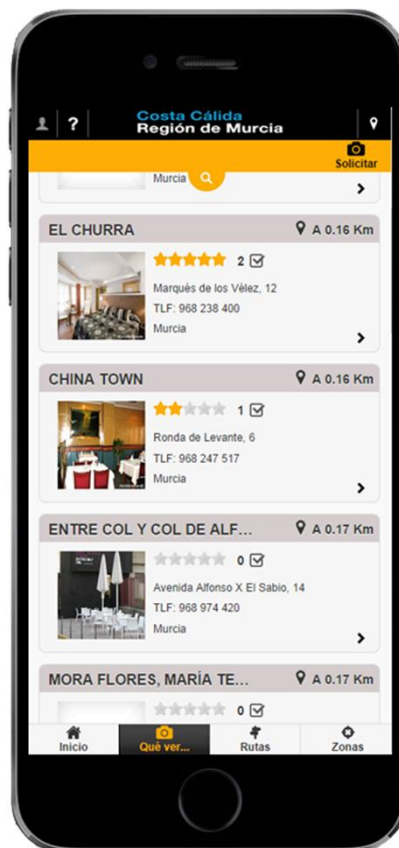 ?
Costa Cálida
Región de Murcia
Solicitar
Murcia
EL CHURRA
A 0.16 Km
2
Marqués de los Vélez, 12
TLF: 968 238 400
Murcia
CHINA TOWN
A 0.16 Km
1
Ronda de Levante, 6
TLF: 968 247 517
Murcia
ENTRE COL Y COL DE ALF...
A 0.17 Km
0
Avenida Alfonso X El Sabio, 14
TLF: 968 974 420
Murcia
MORA FLORES, MARÍA TE...
A 0.17 Km
0
Inicio
Qué ver...
Rutas
Zonas